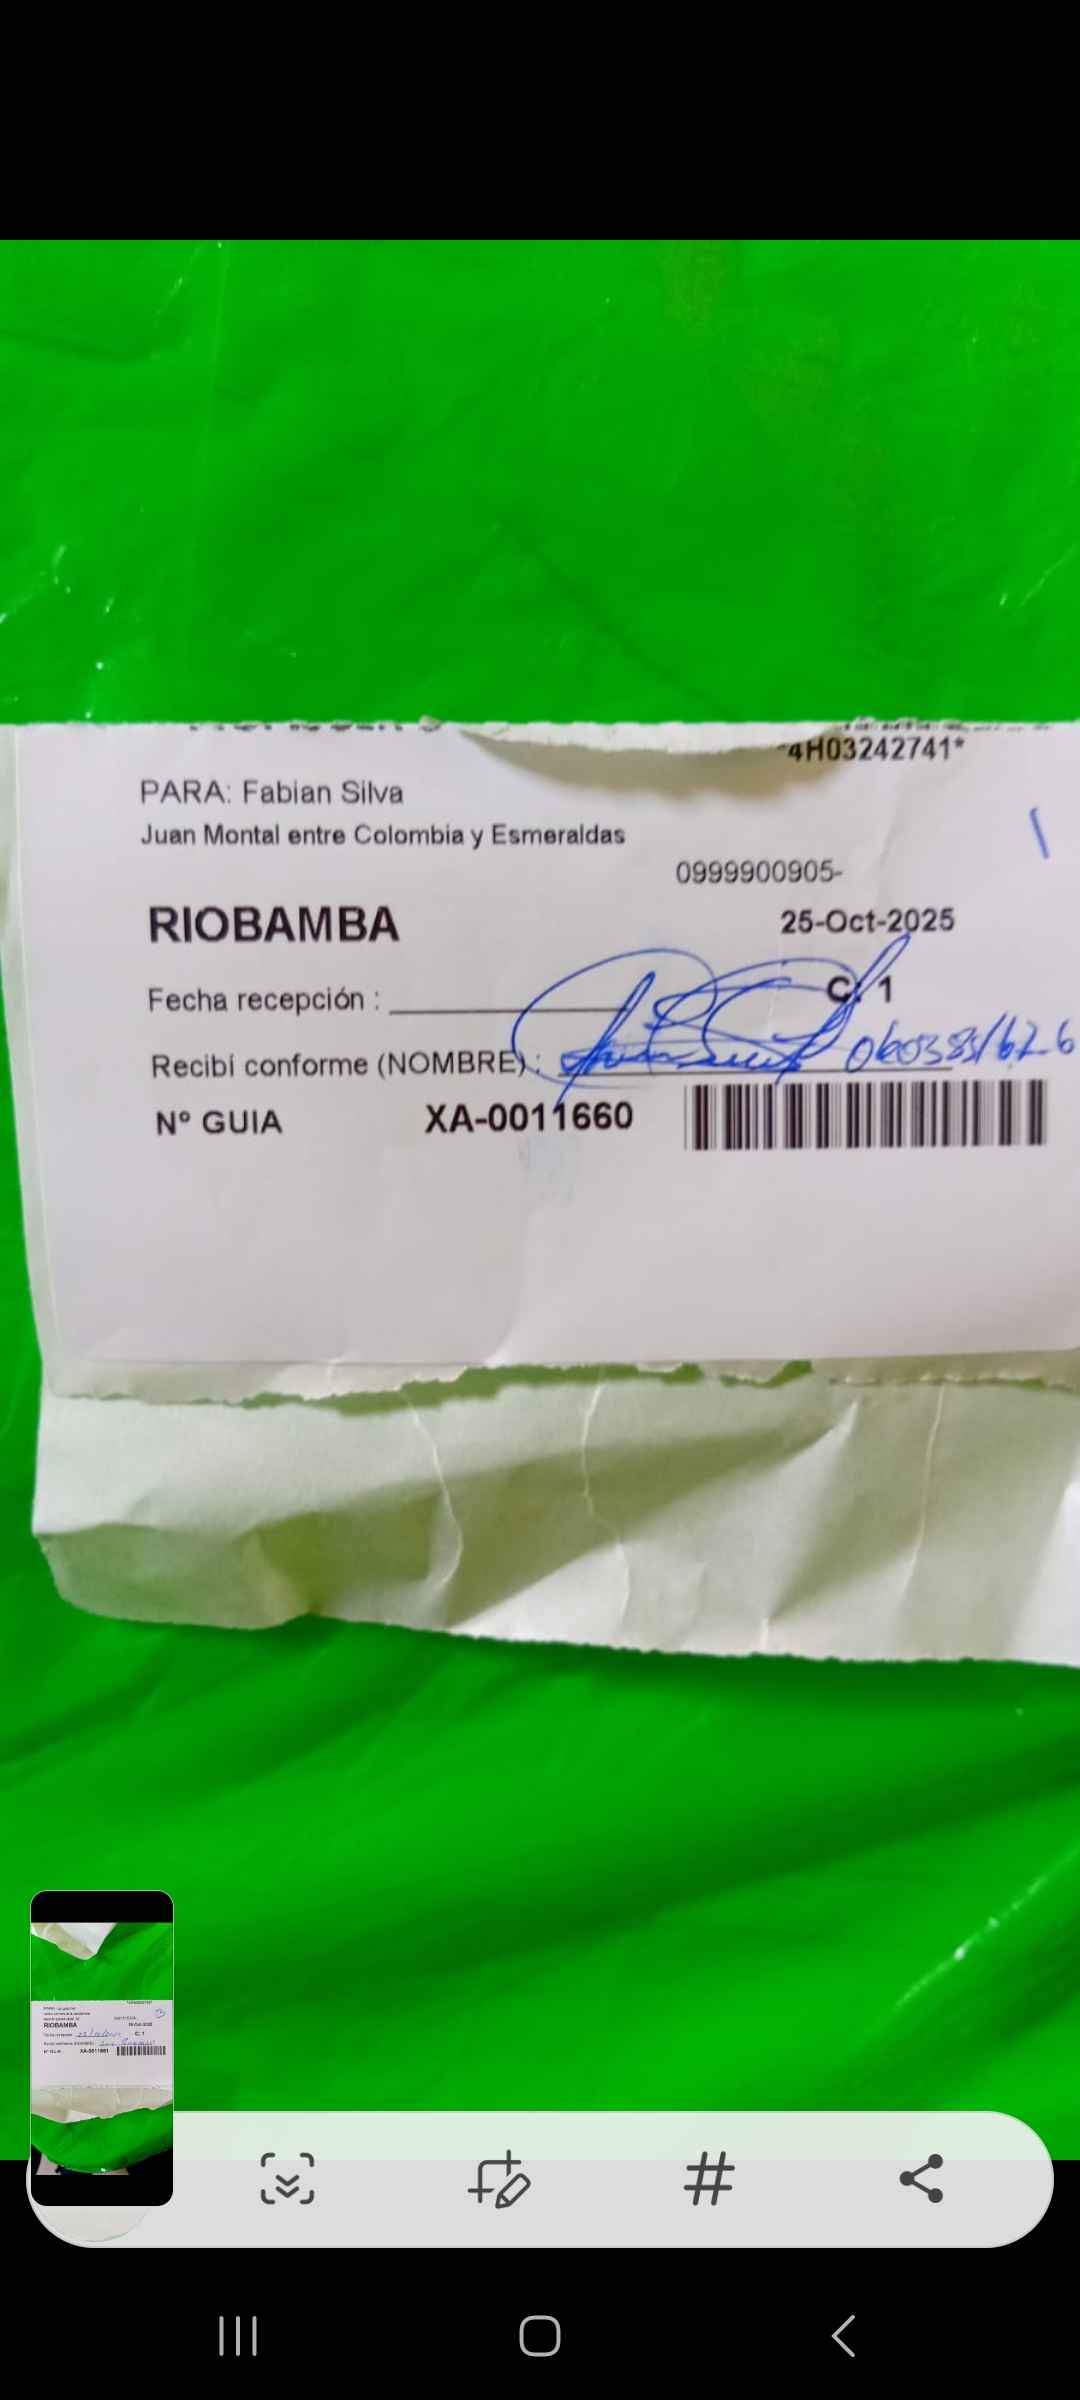 *4H03242741*
PARA: Fabian Silva
Juan Montal entre Colombia y Esmeraldas
0999900905-
RIOBAMBA
25-Oct-2025
Fecha recepción :
C: 1
Recibí conforme (NOMBRE) :
Nº GUIA
XA-0011660